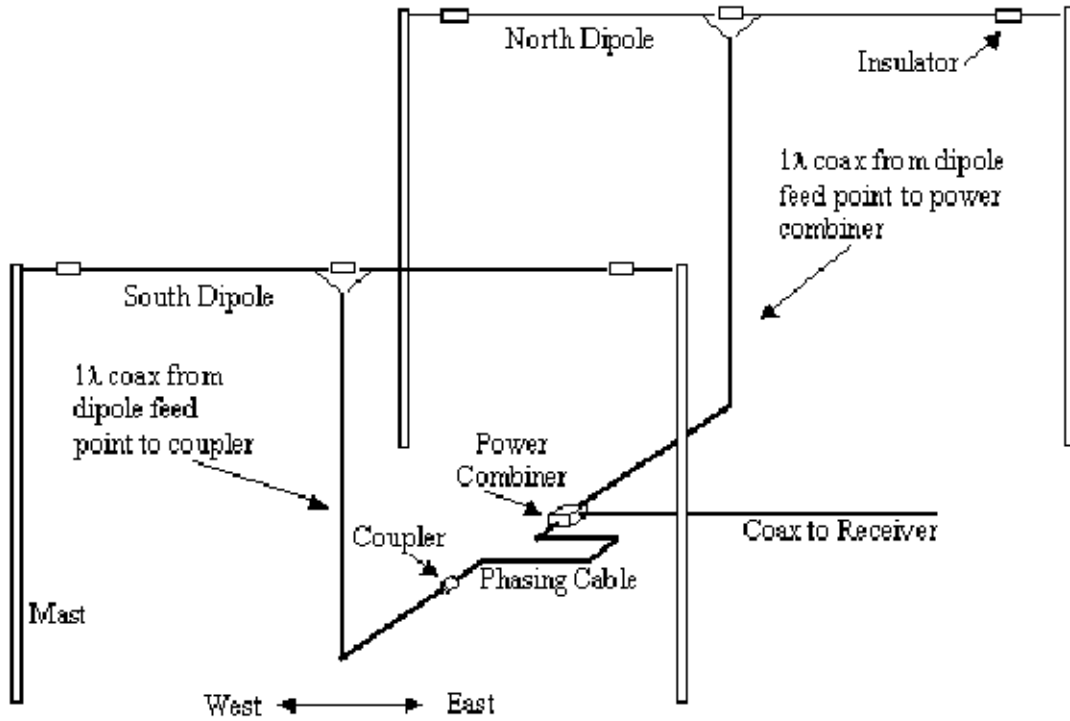 North Dipole
Insulator
1λ coax from dipole
feed point to power
combiner
South Dipole
1λ coax from
dipole feed
point to coupler
Power
Combiner
Coax to Receiver
Coupler
Phasing Cable
Mast
West
East